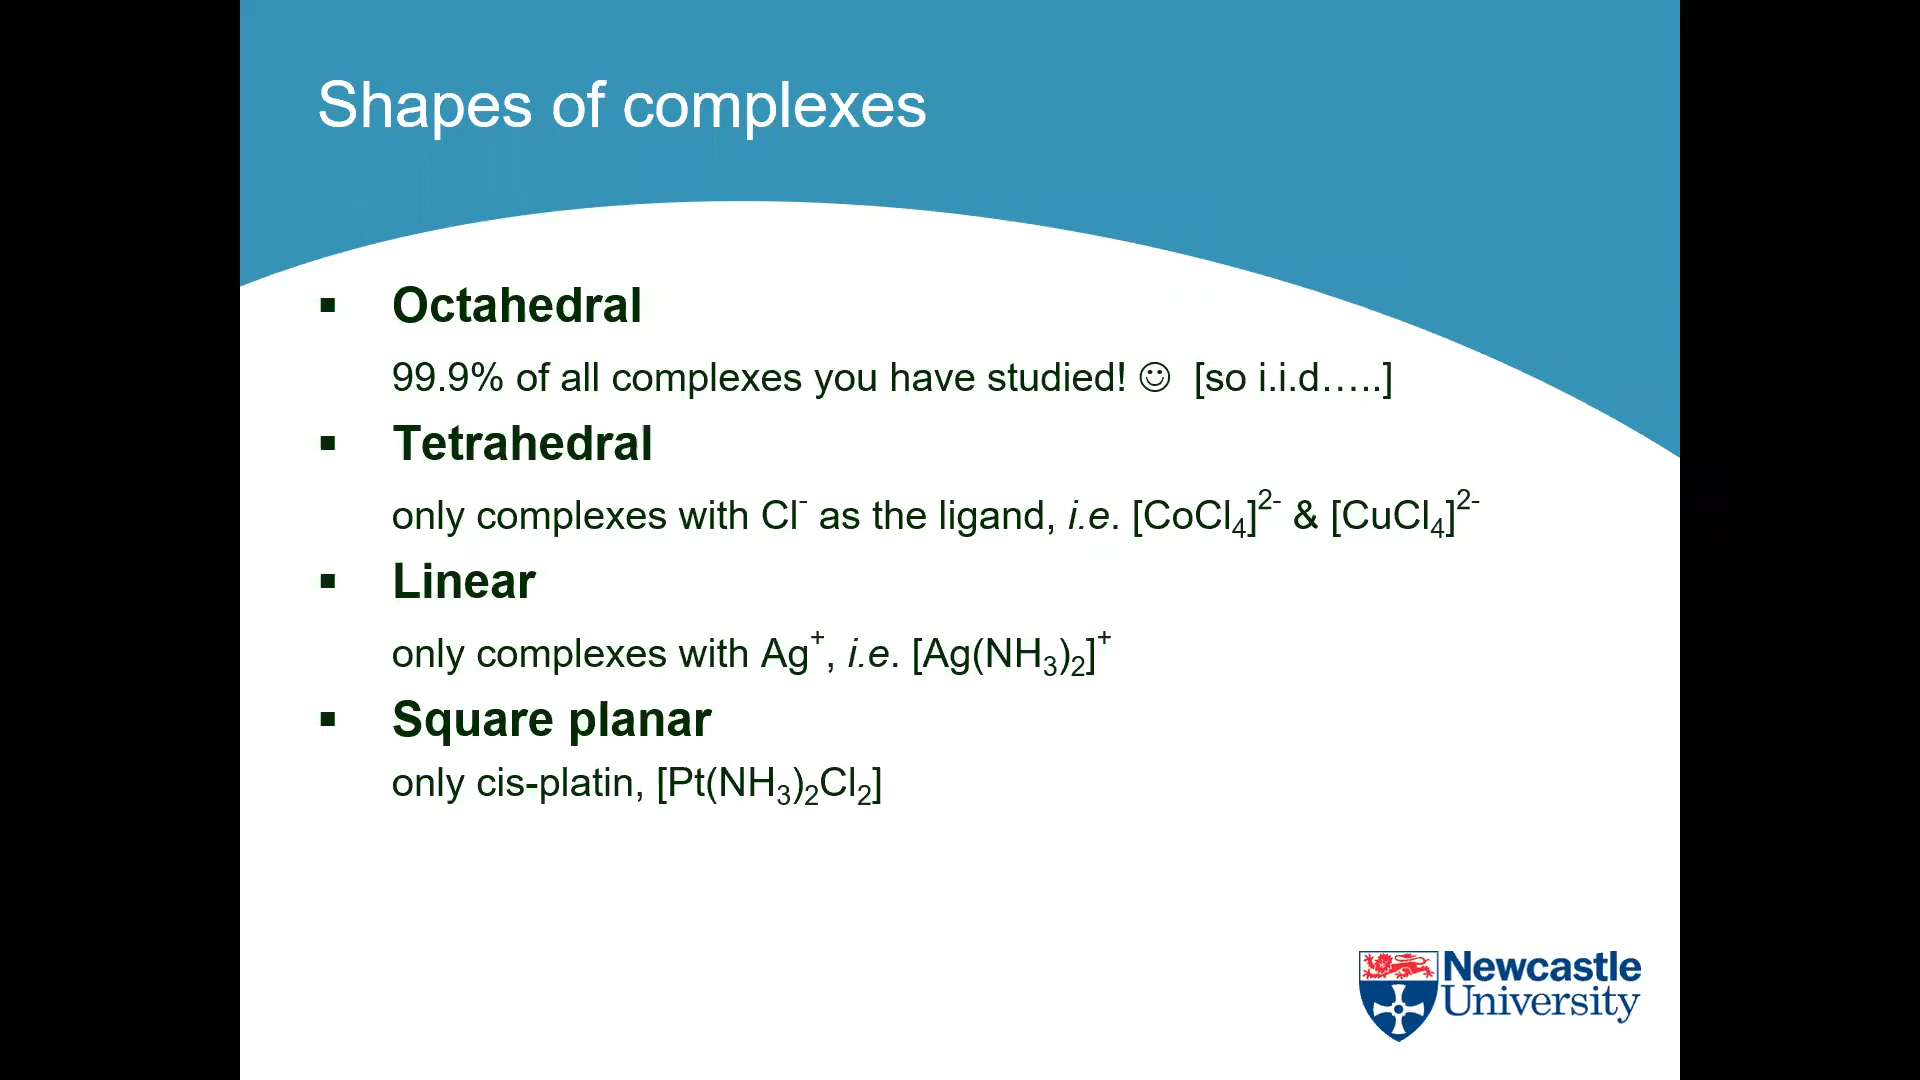 Shapes of complexes
▪ Octahedral
99.9% of all complexes you have studied! ☺ [so i.i.d…..]
▪ Tetrahedral
only complexes with Cl⁻ as the ligand, i.e. [CoCl₄]²⁻ & [CuCl₄]²⁻
▪ Linear
only complexes with Ag⁺, i.e. [Ag(NH₃)₂]⁺
▪ Square planar
only cis-platin, [Pt(NH₃)₂Cl₂]
Newcastle
University